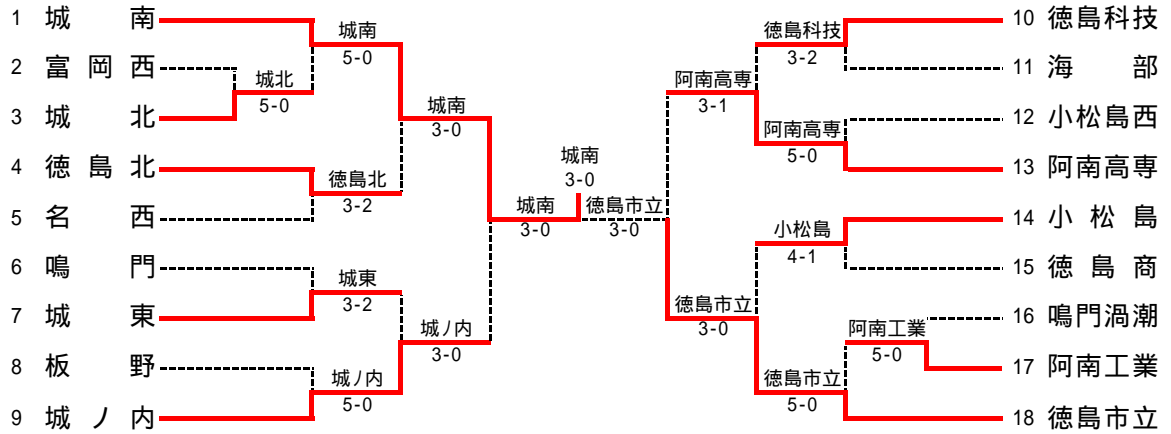 1 城 南
2 富 岡 西
3 城 北
4 徳 島 北
5 名 西
6 鳴 門
7 城 東
8 板 野
9 城 ノ 内
城北
5-0
城南
5-0
徳島北
3-2
城東
3-2
城ノ内
5-0
城南
3-0
城ノ内
3-0
城南
3-0
城南
3-0
徳島市立
3-0
阿南高専
3-1
徳島市立
3-0
徳島科技
3-2
阿南高専
5-0
小松島
4-1
徳島市立
5-0
阿南工業
5-0
10 徳島科技
11 海 部
12 小松島西
13 阿南高専
14 小 松 島
15 徳 島 商
16 鳴門渦潮
17 阿南工業
18 徳島市立